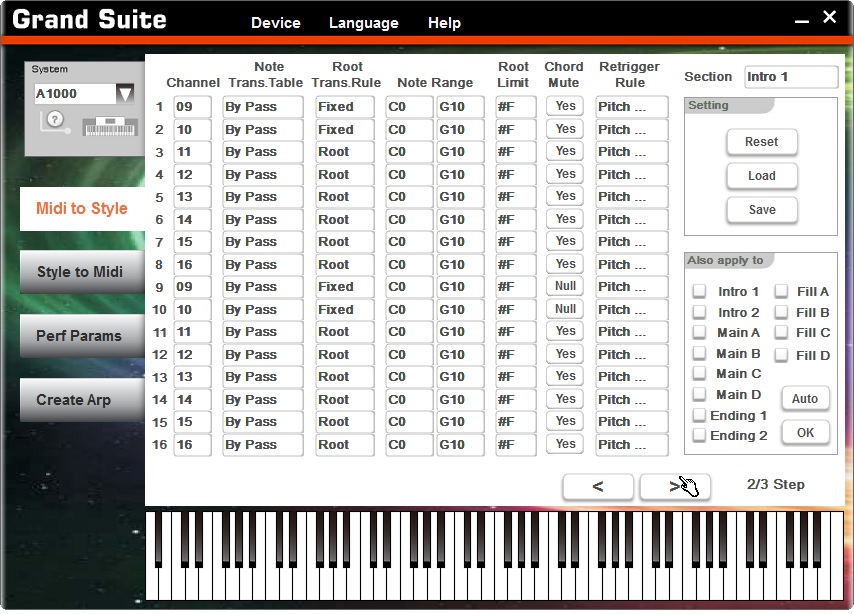 Grand Suite
Device Language Help
System
A1000
?
Midi to Style
Style to Midi
Perf Params
Create Arp
Channel Note Trans.Table Root Trans.Rule Note Range Root Limit Chord Mute Retrigger Rule
1 09 By Pass Fixed C0 G10 #F Yes Pitch ...
2 10 By Pass Fixed C0 G10 #F Yes Pitch ...
3 11 By Pass Root C0 G10 #F Yes Pitch ...
4 12 By Pass Root C0 G10 #F Yes Pitch ...
5 13 By Pass Root C0 G10 #F Yes Pitch ...
6 14 By Pass Root C0 G10 #F Yes Pitch ...
7 15 By Pass Root C0 G10 #F Yes Pitch ...
8 16 By Pass Root C0 G10 #F Yes Pitch ...
9 09 By Pass Fixed C0 G10 #F Null Pitch ...
10 10 By Pass Fixed C0 G10 #F Null Pitch ...
11 11 By Pass Root C0 G10 #F Yes Pitch ...
12 12 By Pass Root C0 G10 #F Yes Pitch ...
13 13 By Pass Root C0 G10 #F Yes Pitch ...
14 14 By Pass Root C0 G10 #F Yes Pitch ...
15 15 By Pass Root C0 G10 #F Yes Pitch ...
16 16 By Pass Root C0 G10 #F Yes Pitch ...
Section Intro 1
Setting
Reset
Load
Save
Also apply to
Intro 1 Fill A
Intro 2 Fill B
Main A Fill C
Main B Fill D
Main C
Main D Auto
Ending 1
Ending 2 OK
< > 2/3 Step